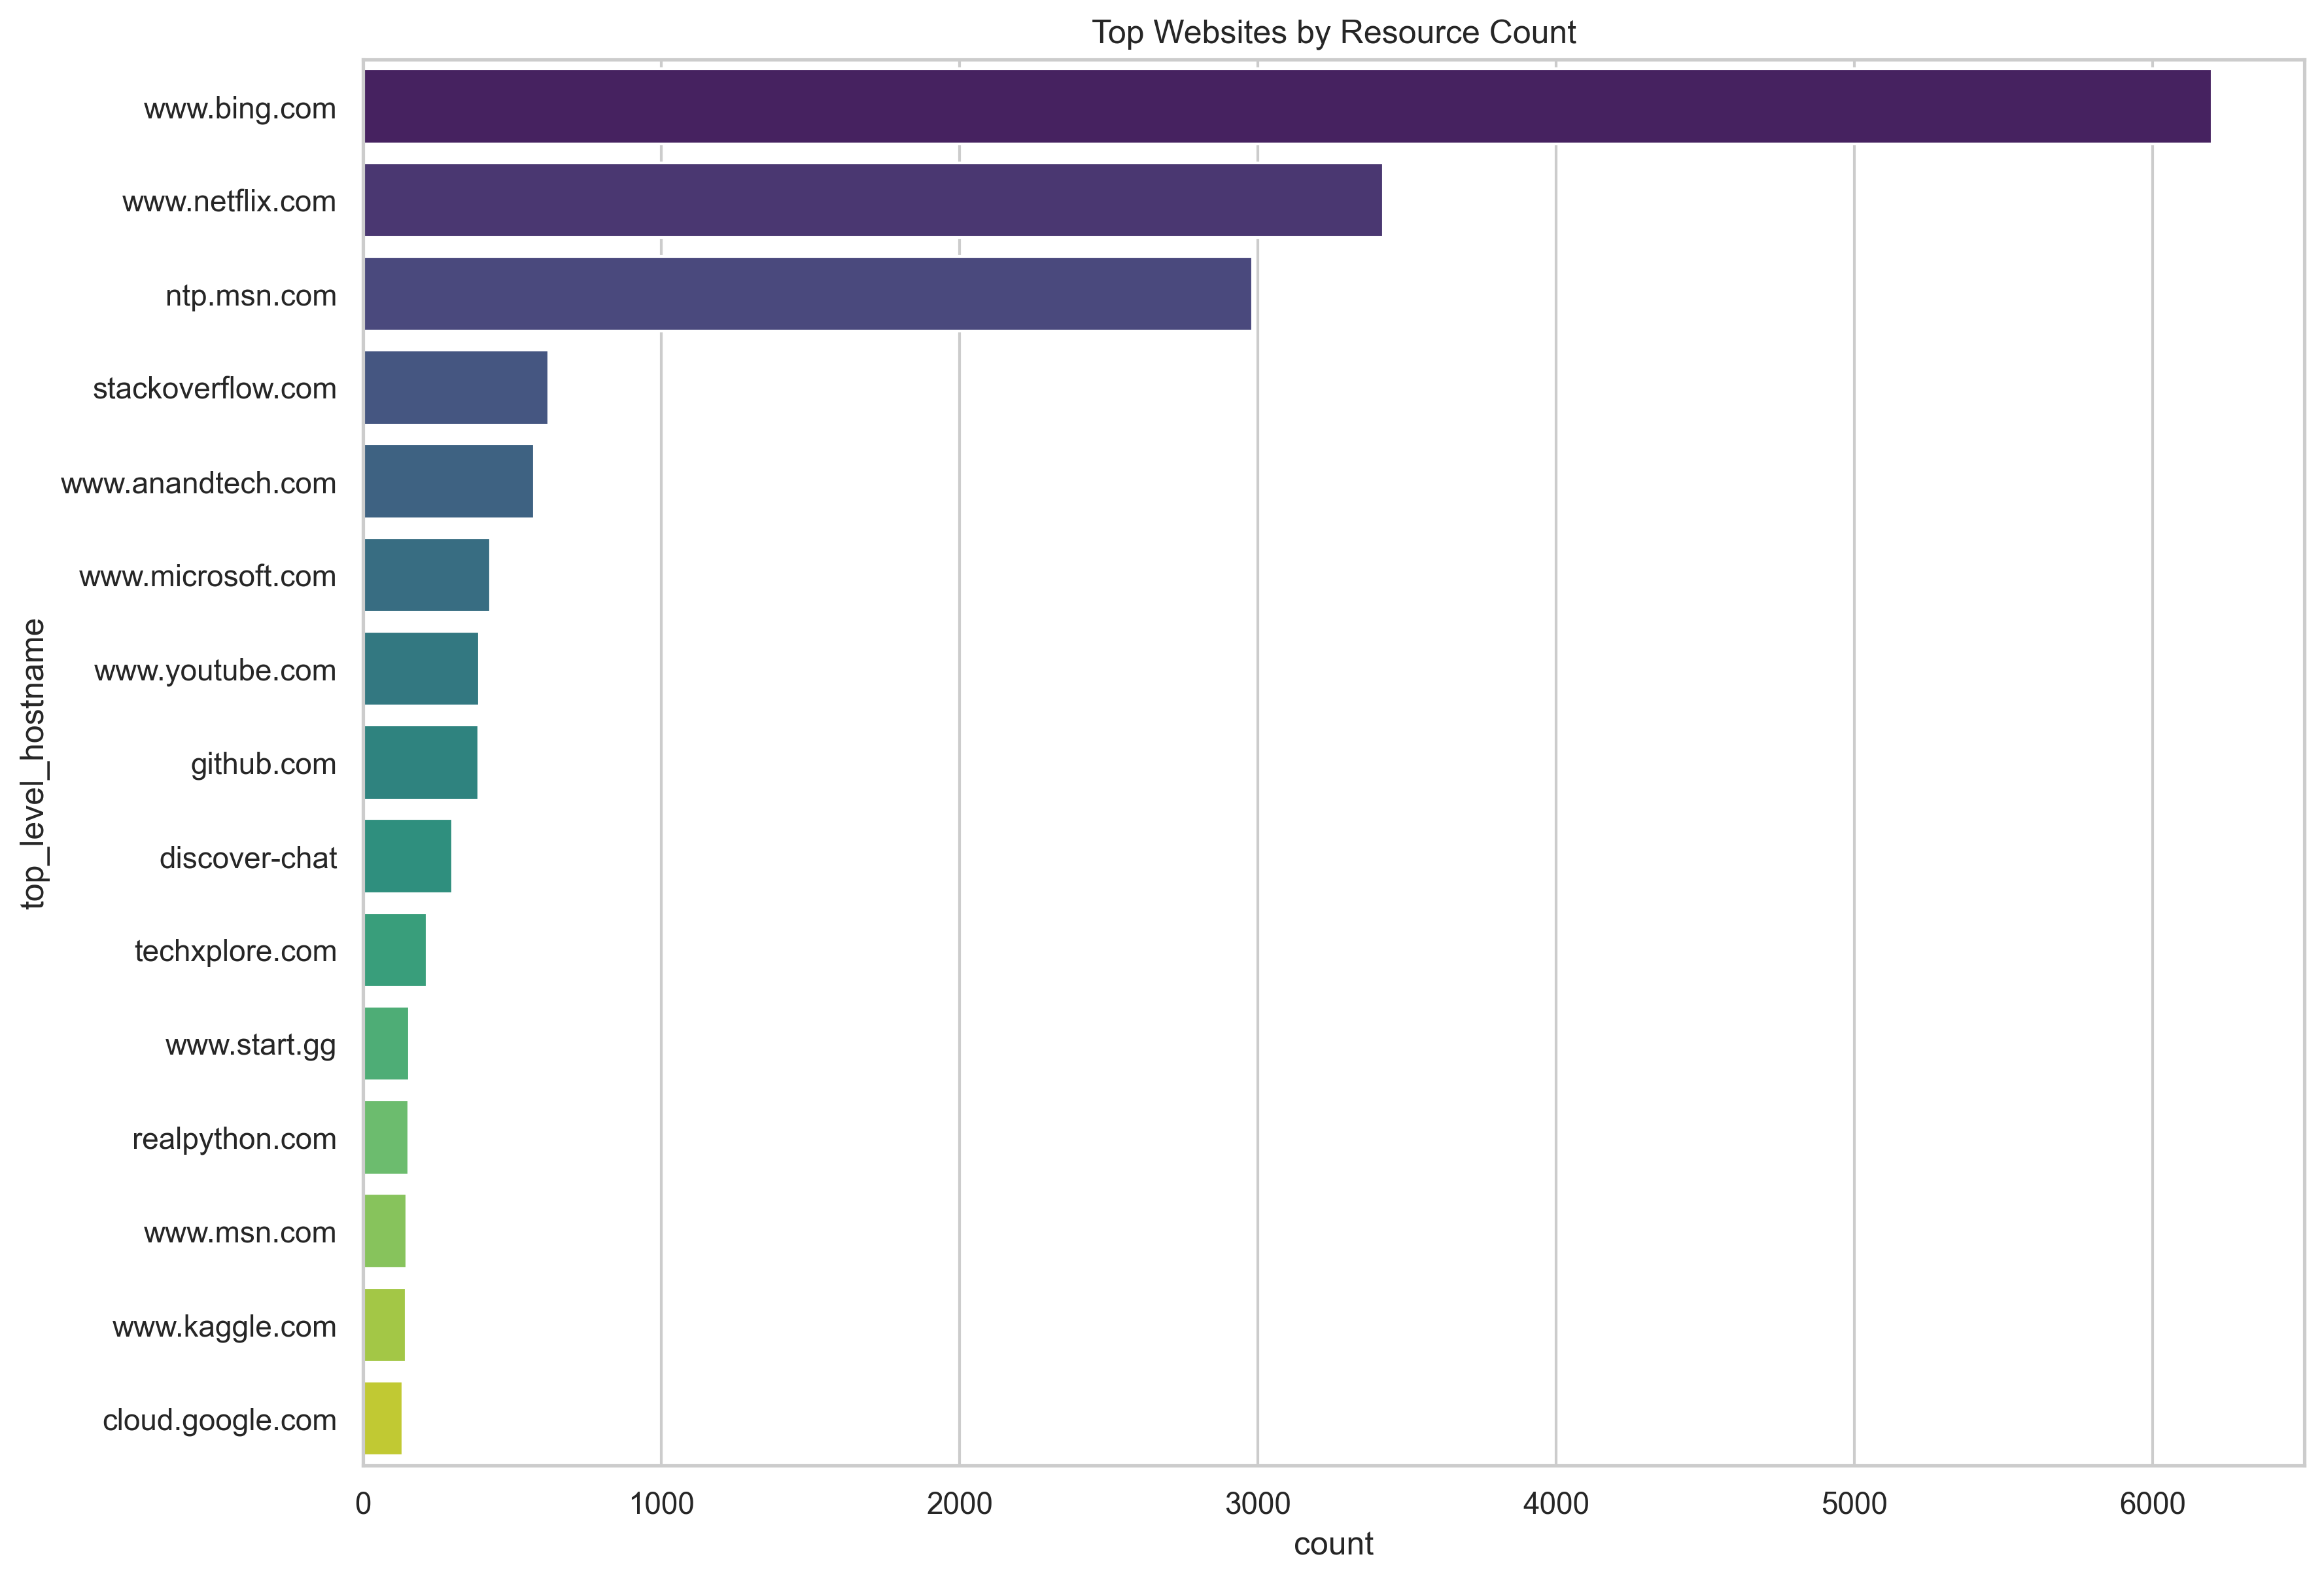 Top Websites by Resource Count
www.bing.com
www.netflix.com
ntp.msn.com
stackoverflow.com
www.anandtech.com
www.microsoft.com
www.youtube.com
github.com
discover-chat
techxplore.com
www.start.gg
realpython.com
www.msn.com
www.kaggle.com
cloud.google.com
top_level_hostname
0 1000 2000 3000 4000 5000 6000
count